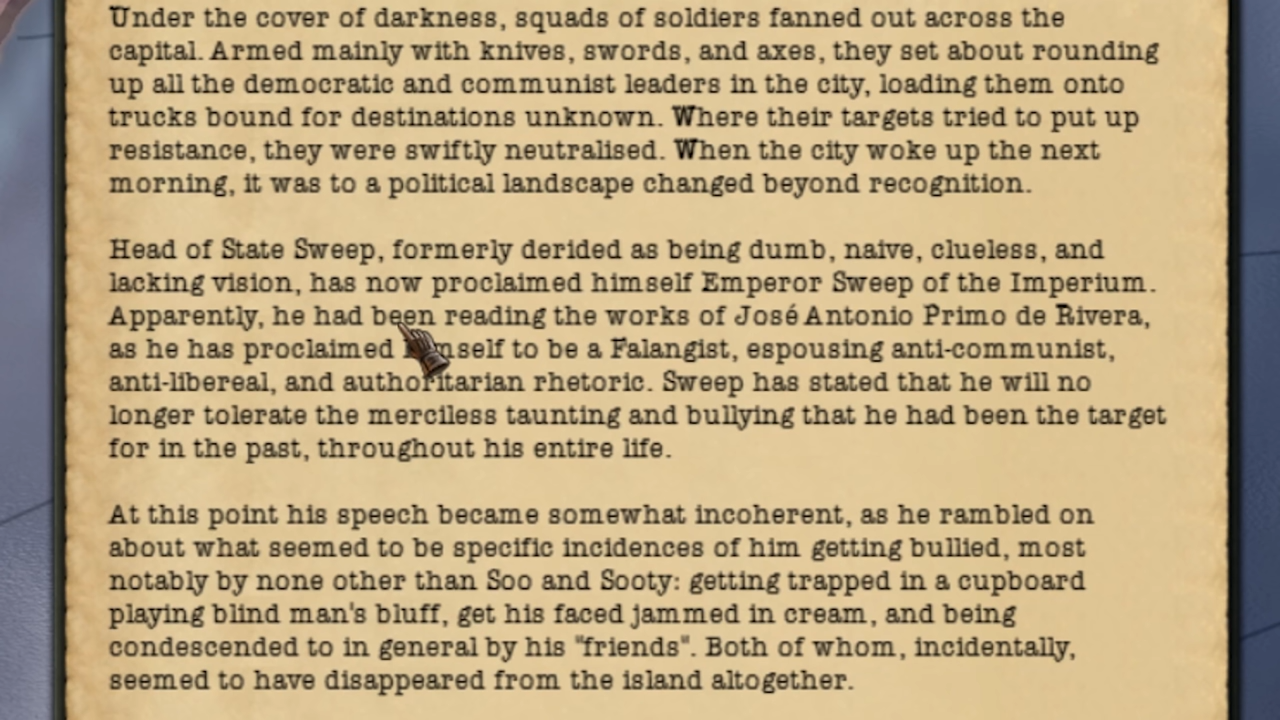 Under the cover of darkness, squads of soldiers fanned out across the
capital. Armed mainly with knives, swords, and axes, they set about rounding
up all the democratic and communist leaders in the city, loading them onto
trucks bound for destinations unknown. Where their targets tried to put up
resistance, they were swiftly neutralised. When the city woke up the next
morning, it was to a political landscape changed beyond recognition.
Head of State Sweep, formerly derided as being dumb, naive, clueless, and
lacking vision, has now proclaimed himself Emperor Sweep of the Imperium.
Apparently, he had been reading the works of José Antonio Primo de Rivera,
as he has proclaimed himself to be a Falangist, espousing anti-communist,
anti-libereal, and authoritarian rhetoric. Sweep has stated that he will no
longer tolerate the merciless taunting and bullying that he had been the target
for in the past, throughout his entire life.
At this point his speech became somewhat incoherent, as he rambled on
about what seemed to be specific incidences of him getting bullied, most
notably by none other than Soo and Sooty: getting trapped in a cupboard
playing blind man's bluff, get his faced jammed in cream, and being
condescended to in general by his "friends". Both of whom, incidentally,
seemed to have disappeared from the island altogether.